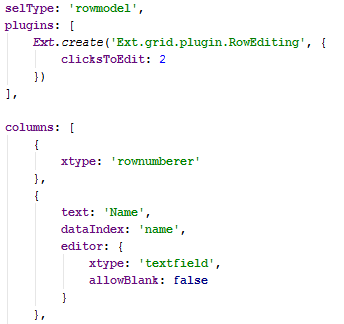 selType: 'rowmodel',
plugins: [
    Ext.create('Ext.grid.plugin.RowEditing', {
        clicksToEdit: 2
    })
],

columns: [
    {
        xtype: 'rownumberer'
    },
    {
        text: 'Name',
        dataIndex: 'name',
        editor: {
            xtype: 'textfield',
            allowBlank: false
        }
    },